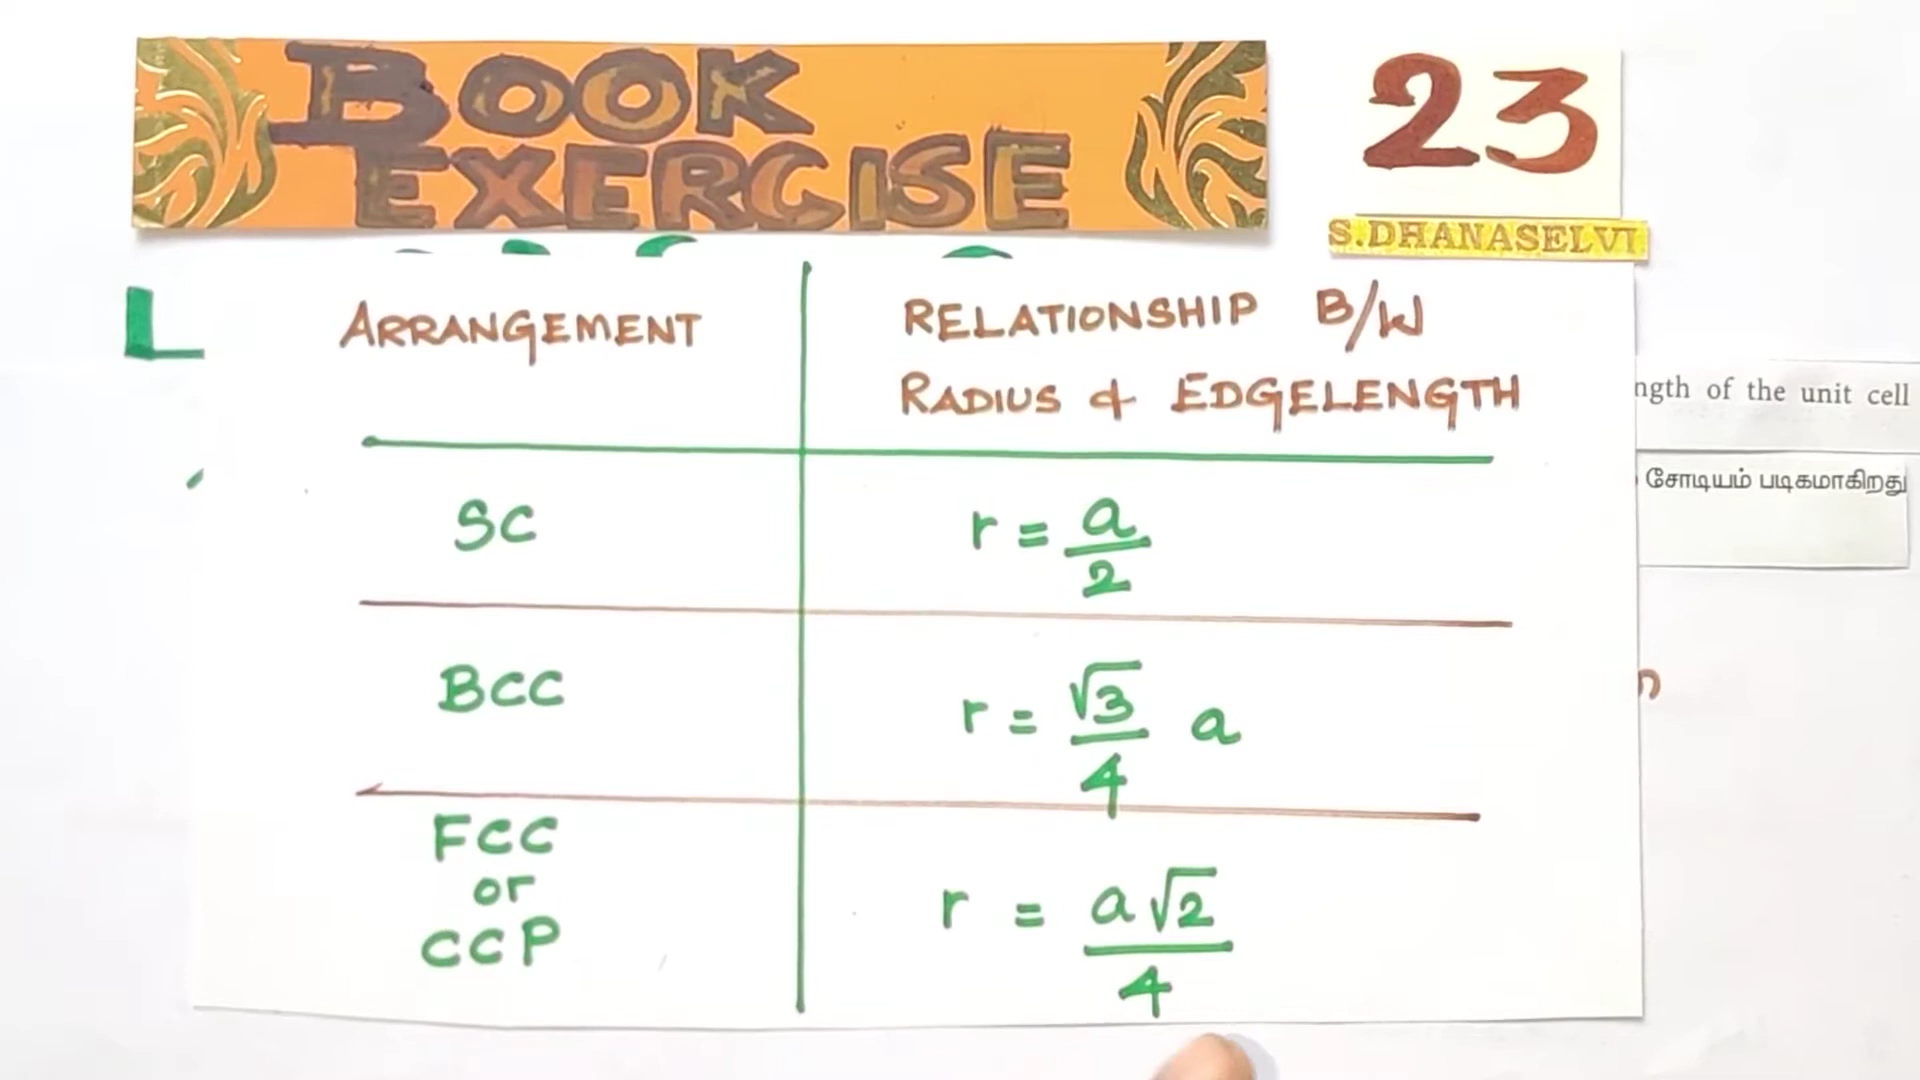 BOOK
EXERCISE
23
S.DHANASELVI
L
ARRANGEMENT
RELATIONSHIP B/W
RADIUS & EDGELENGTH
ngth of the unit cell
சோடியம் படிகமாகிறது
SC
r = a/2
BCC
r = √3/4 a
FCC
or
CCP
r = a√2/4